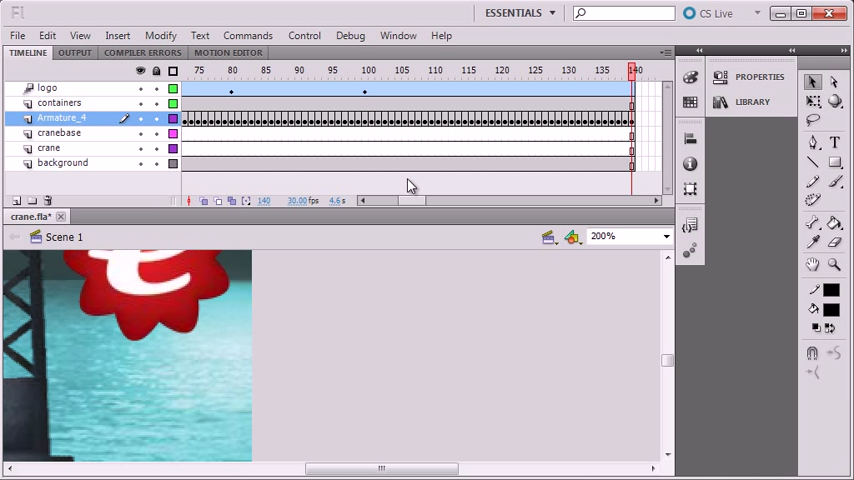 Fl ESSENTIALS CS Live
File Edit View Insert Modify Text Commands Control Debug Window Help
TIMELINE OUTPUT COMPILER ERRORS MOTION EDITOR
75 80 85 90 95 100 105 110 115 120 125 130 135 140
PROPERTIES
logo
containers
LIBRARY
Armature_4
cranebase
crane
background
140 30.00 fps 4.6 s
crane.fla*
Scene 1
200%
e